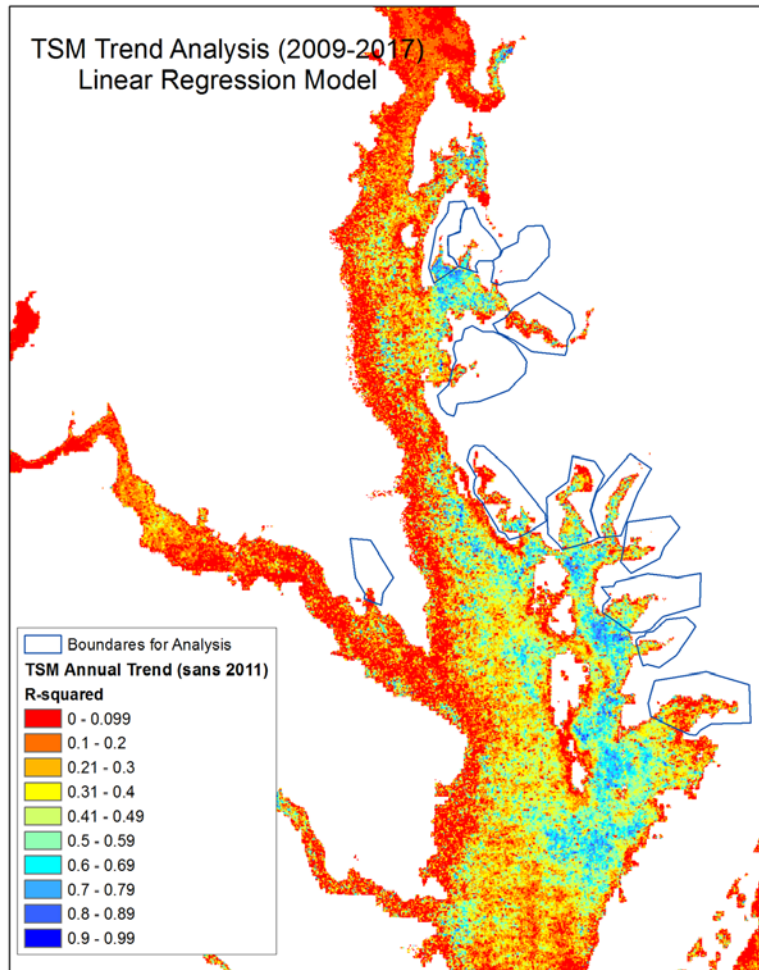 TSM Trend Analysis (2009-2017)
Linear Regression Model
Boundares for Analysis
TSM Annual Trend (sans 2011)
R-squared
0 - 0.099
0.1 - 0.2
0.21 - 0.3
0.31 - 0.4
0.41 - 0.49
0.5 - 0.59
0.6 - 0.69
0.7 - 0.79
0.8 - 0.89
0.9 - 0.99